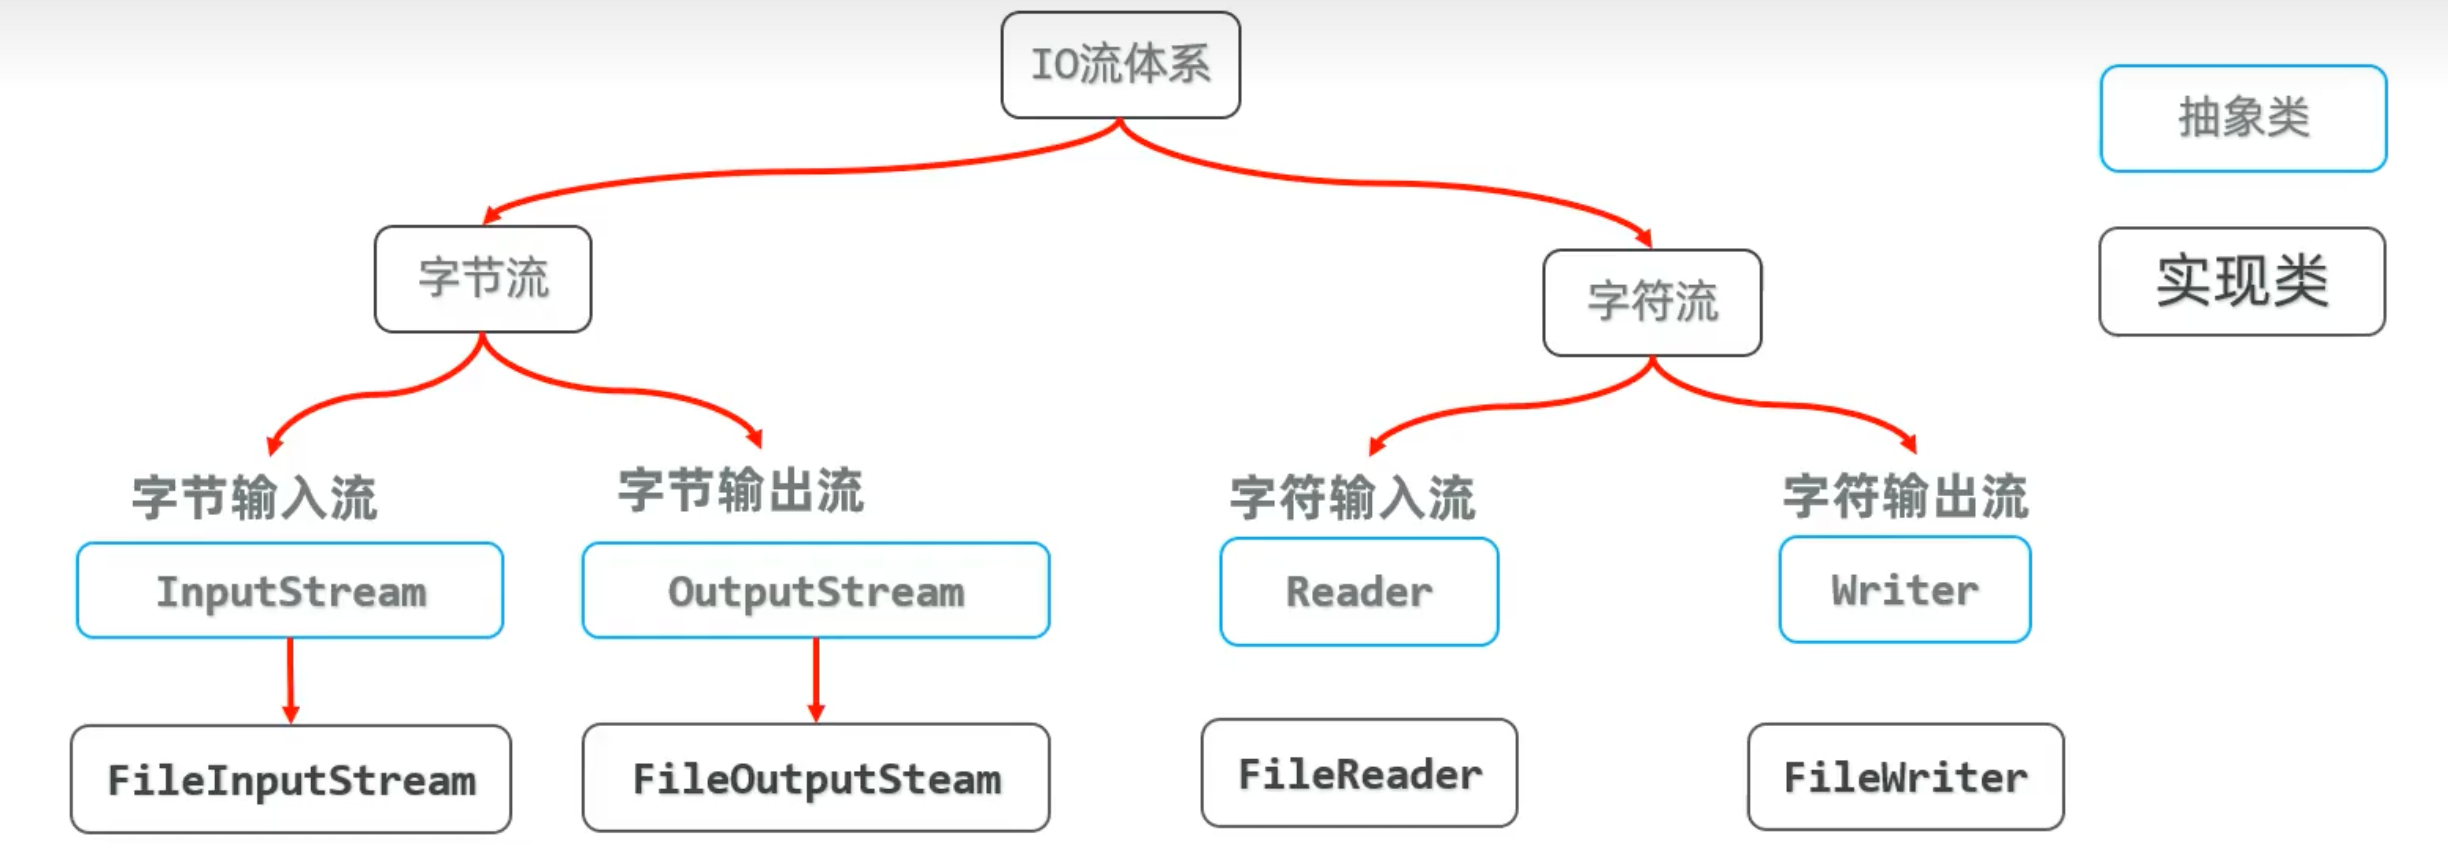 IO流体系
抽象类
字节流
字符流
实现类
字节输入流
字节输出流
字符输入流
字符输出流
InputStream
OutputStream
Reader
Writer
FileInputStream
FileOutputSteam
FileReader
FileWriter